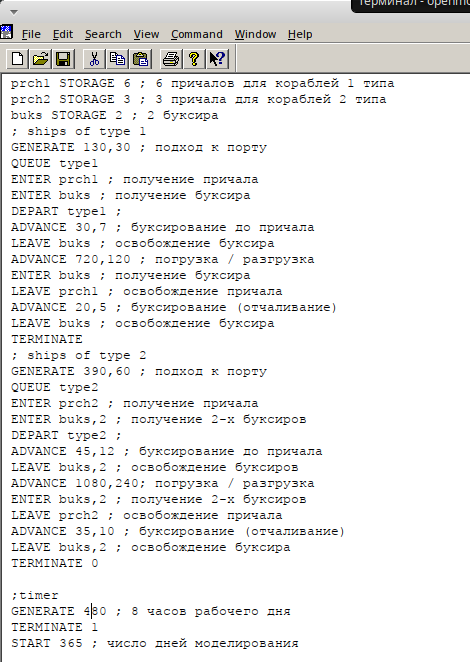 Терминал - openmo
File Edit Search View Command Window Help
prch1 STORAGE 6 ; 6 причалов для кораблей 1 типа
prch2 STORAGE 3 ; 3 причала для кораблей 2 типа
buks STORAGE 2 ; 2 буксира
; ships of type 1
GENERATE 130,30 ; подход к порту
QUEUE type1
ENTER prch1 ; получение причала
ENTER buks ; получение буксира
DEPART type1 ;
ADVANCE 30,7 ; буксирование до причала
LEAVE buks ; освобождение буксира
ADVANCE 720,120 ; погрузка / разгрузка
ENTER buks ; получение буксира
LEAVE prch1 ; освобождение причала
ADVANCE 20,5 ; буксирование (отчаливание)
LEAVE buks ; освобождение буксира
TERMINATE
; ships of type 2
GENERATE 390,60 ; подход к порту
QUEUE type2
ENTER prch2 ; получение причала
ENTER buks,2 ; получение 2-х буксиров
DEPART type2 ;
ADVANCE 45,12 ; буксирование до причала
LEAVE buks,2 ; освобождение буксиров
ADVANCE 1080,240; погрузка / разгрузка
ENTER buks,2 ; получение 2-х буксиров
LEAVE prch2 ; освобождение причала
ADVANCE 35,10 ; буксирование (отчаливание)
LEAVE buks,2 ; освобождение буксира
TERMINATE 0
;timer
GENERATE 480 ; 8 часов рабочего дня
TERMINATE 1
START 365 ; число дней моделирования